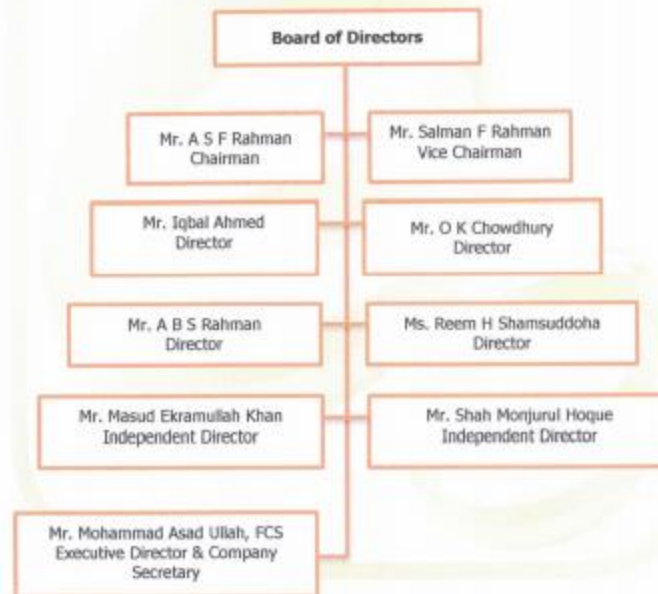 Board of Directors
Mr. A S F Rahman
Chairman
Mr. Salman F Rahman
Vice Chairman
Mr. Iqbal Ahmed
Director
Mr. O K Chowdhury
Director
Mr. A B S Rahman
Director
Ms. Reem H Shamsuddoha
Director
Mr. Masud Ekramullah Khan
Independent Director
Mr. Shah Monjurul Hoque
Independent Director
Mr. Mohammad Asad Ullah, FCS
Executive Director & Company
Secretary